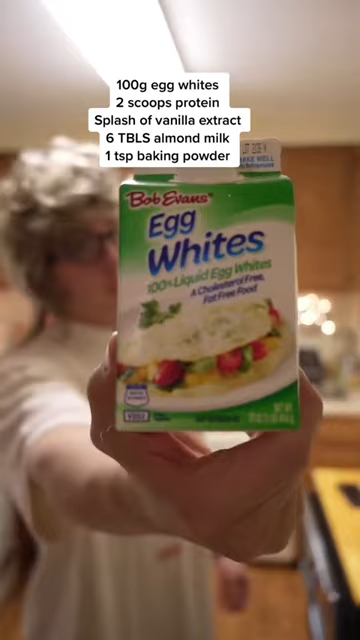 100g egg whites
2 scoops protein
Splash of vanilla extract
6 TBLS almond milk
1 tsp baking powder
Bob Evans
Egg
Whites
100% Liquid Egg Whites
A Cholesterol Free,
Fat Free Food